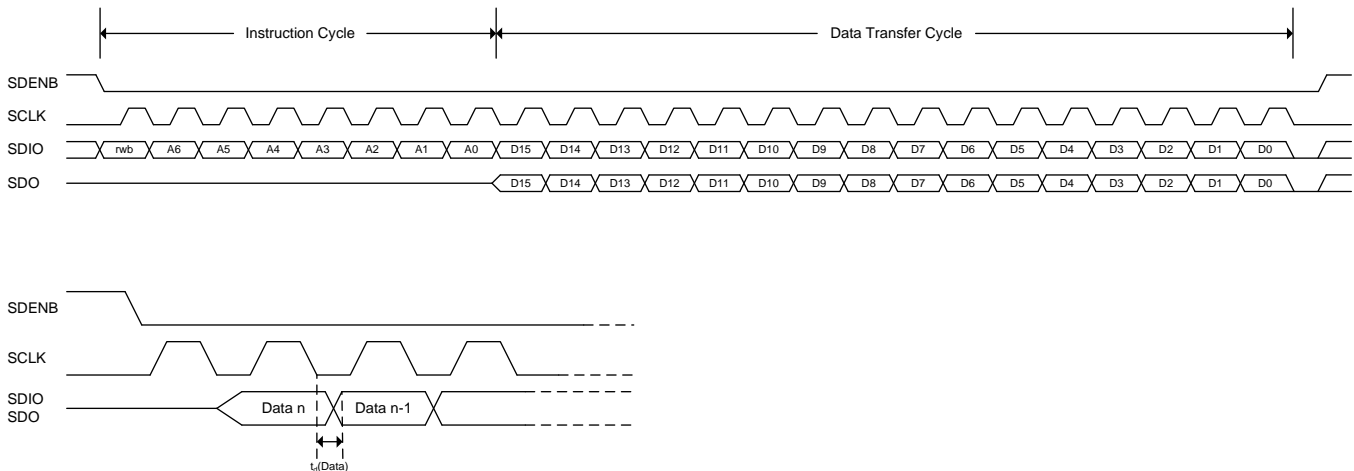 Instruction Cycle Data Transfer Cycle
SDENB
SCLK
SDIO rwb A6 A5 A4 A3 A2 A1 A0 D15 D14 D13 D12 D11 D10 D9 D8 D7 D6 D5 D4 D3 D2 D1 D0
SDO D15 D14 D13 D12 D11 D10 D9 D8 D7 D6 D5 D4 D3 D2 D1 D0
SDENB
SCLK
SDIO
SDO Data n Data n-1
td(Data)